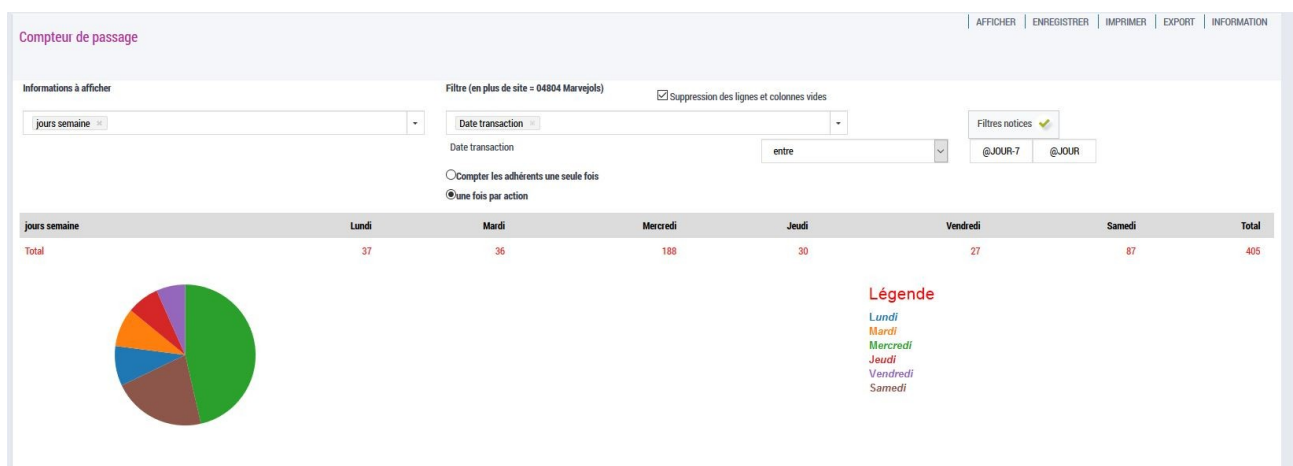 AFFICHER ENREGISTRER IMPRIMER EXPORT INFORMATION
Compteur de passage
Informations à afficher Filtre (en plus de site = 04804 Marvejols) Suppression des lignes et colonnes vides
jours semaine × Date transaction × Filtres notices
Date transaction entre @JOUR-7 @JOUR
Compter les adhérents une seule fois
une fois par action
jours semaine Lundi Mardi Mercredi Jeudi Vendredi Samedi Total
Total 37 36 188 30 27 87 405
Légende
Lundi
Mardi
Mercredi
Jeudi
Vendredi
Samedi